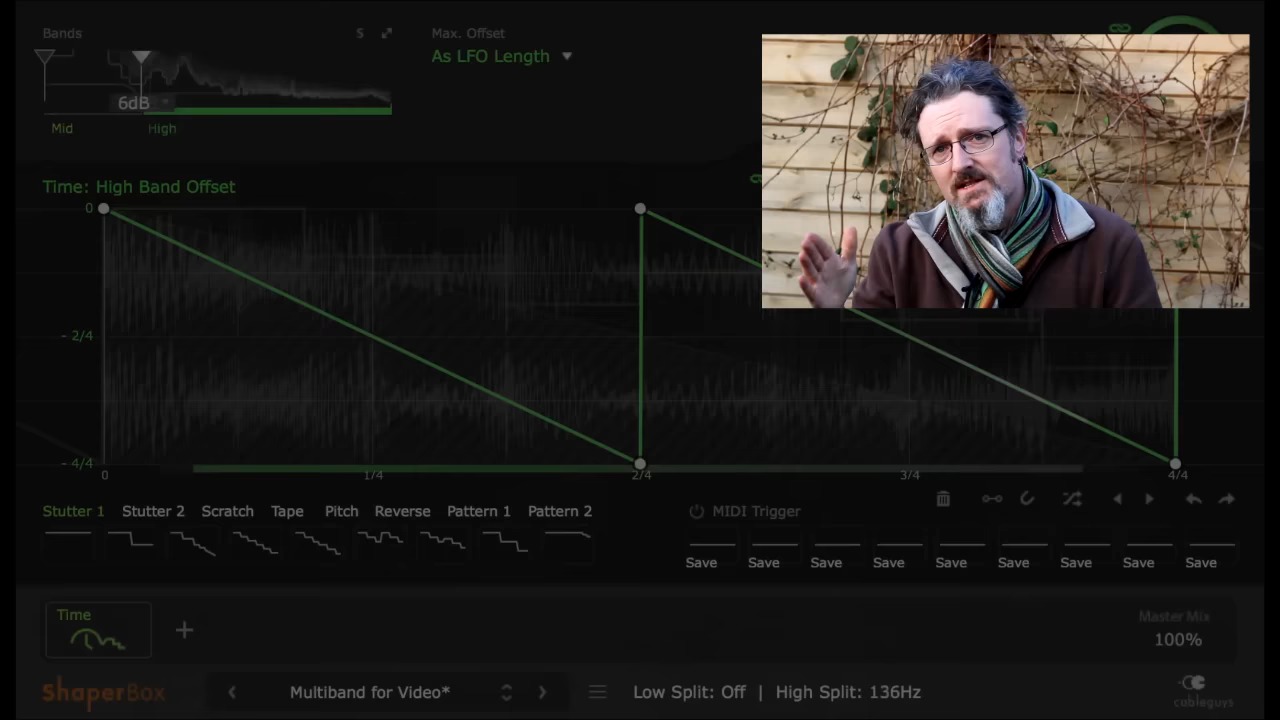 Bands S Max. Offset
As LFO Length
6dB
Mid High
Time: High Band Offset
0
- 2/4
- 4/4
0 1/4 2/4 3/4 4/4
Stutter 1 Stutter 2 Scratch Tape Pitch Reverse Pattern 1 Pattern 2 MIDI Trigger
Save Save Save Save Save Save Save Save Save
Time
Master Mix
100%
ShaperBox Multiband for Video* Low Split: Off | High Split: 136Hz
cableguys